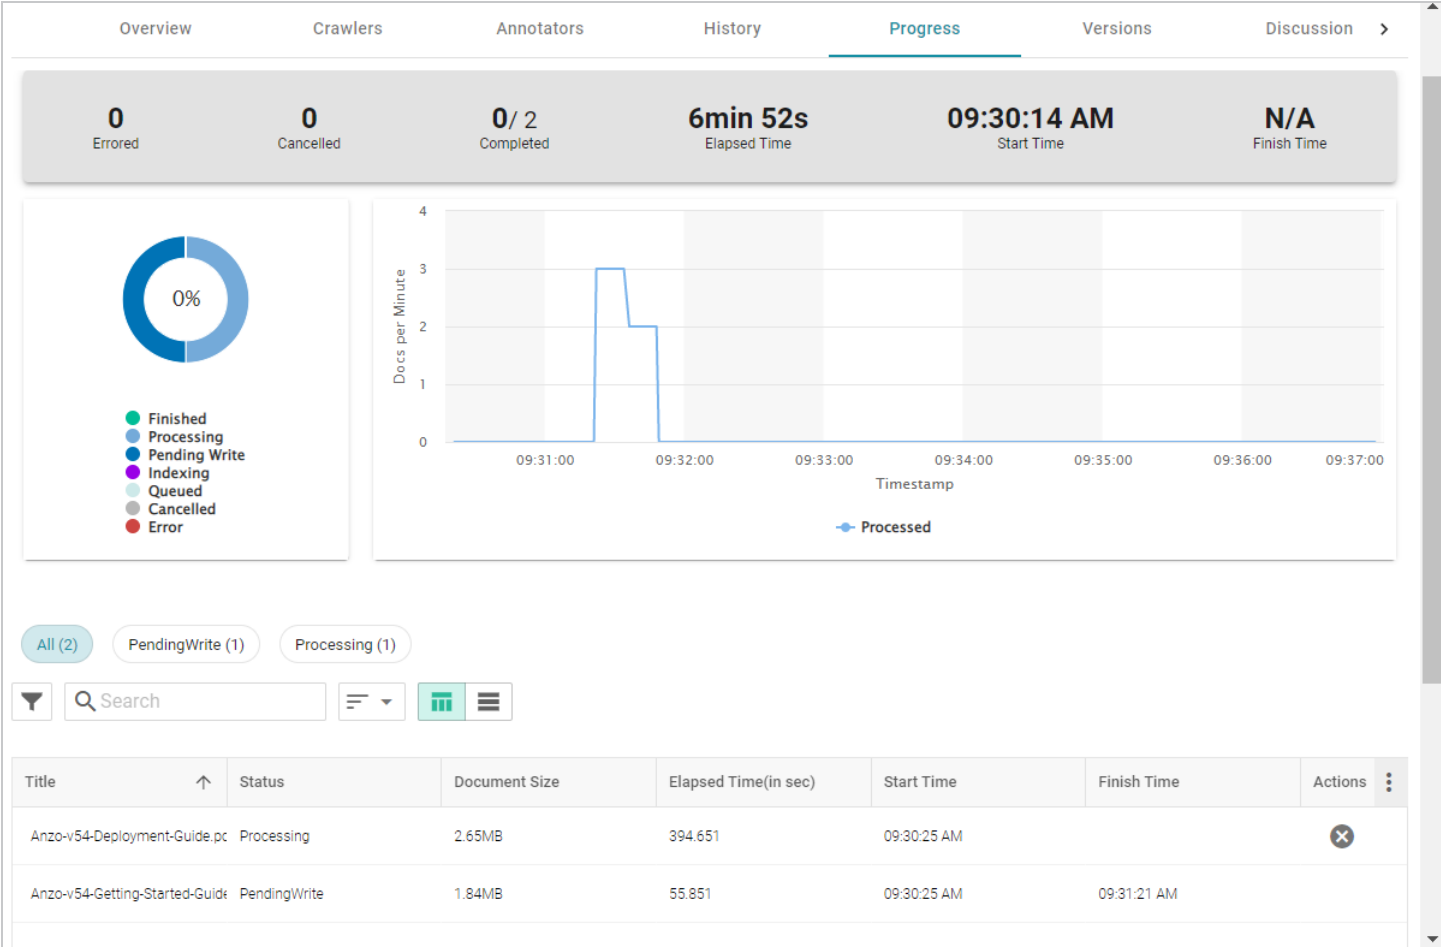 Overview Crawlers Annotators History Progress Versions Discussion
0 0 0/ 2 6min 52s 09:30:14 AM N/A
Errored Cancelled Completed Elapsed Time Start Time Finish Time
0%
Finished
Processing
Pending Write
Indexing
Queued
Cancelled
Error
Docs per Minute
4
3
2
1
0
09:31:00 09:32:00 09:33:00 09:34:00 09:35:00 09:36:00 09:37:00
Timestamp
Processed
All (2) PendingWrite (1) Processing (1)
Search
Title Status Document Size Elapsed Time(in sec) Start Time Finish Time Actions
Anzo-v54-Deployment-Guide.pc Processing 2.65MB 394.651 09:30:25 AM
Anzo-v54-Getting-Started-Guide PendingWrite 1.84MB 55.851 09:30:25 AM 09:31:21 AM